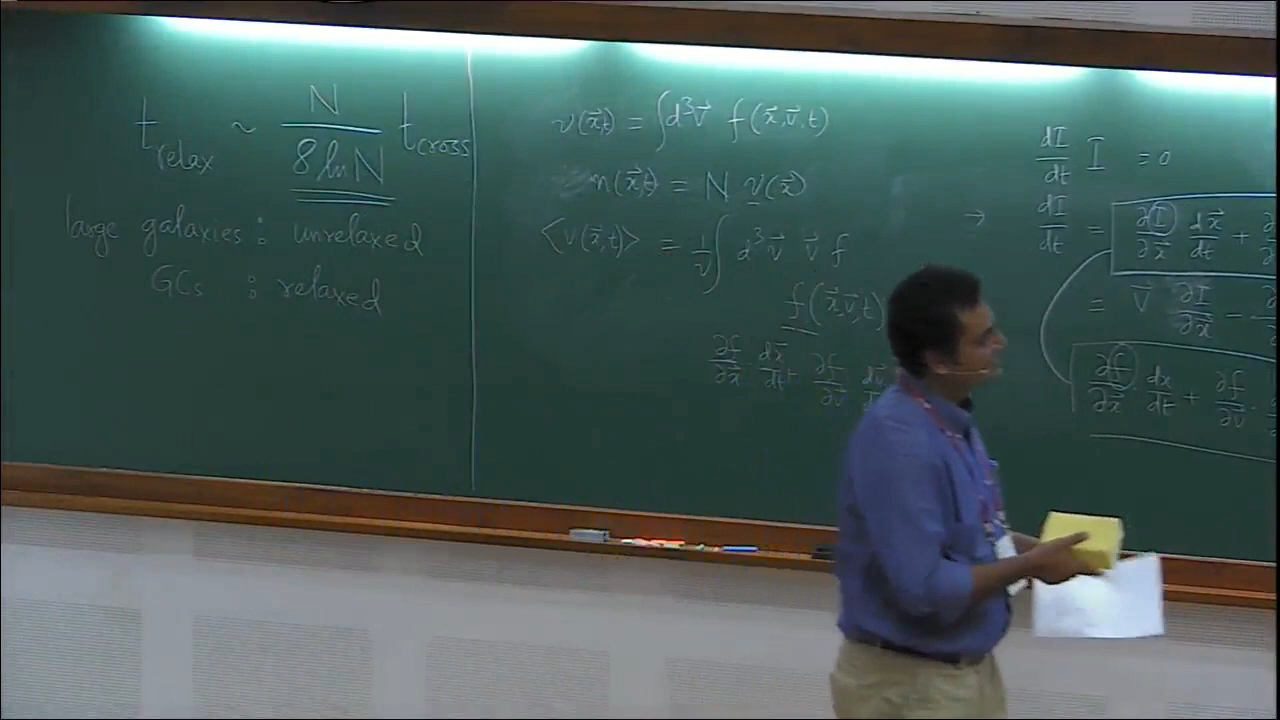 t_relax ~ N / 8 ln N t_cross
large galaxies : unrelaxed
GCs : relaxed
ν(x⃗,t) = ∫d³v⃗ f(x⃗,v⃗,t)
n(x⃗,t) = N ν(x⃗)
<v(x⃗,t)> = 1/ν ∫ d³v⃗ v⃗ f
f(x⃗,v⃗,t)
∂f/∂x⃗ · dx⃗/dt + ∂f/∂v⃗
dI/dt I = 0
→ dI/dt = ∂I/∂x⃗ dx⃗/dt +
= v⃗ ∂I/∂x⃗ −
∂f/∂x⃗ dx/dt + ∂f/∂v⃗ ·